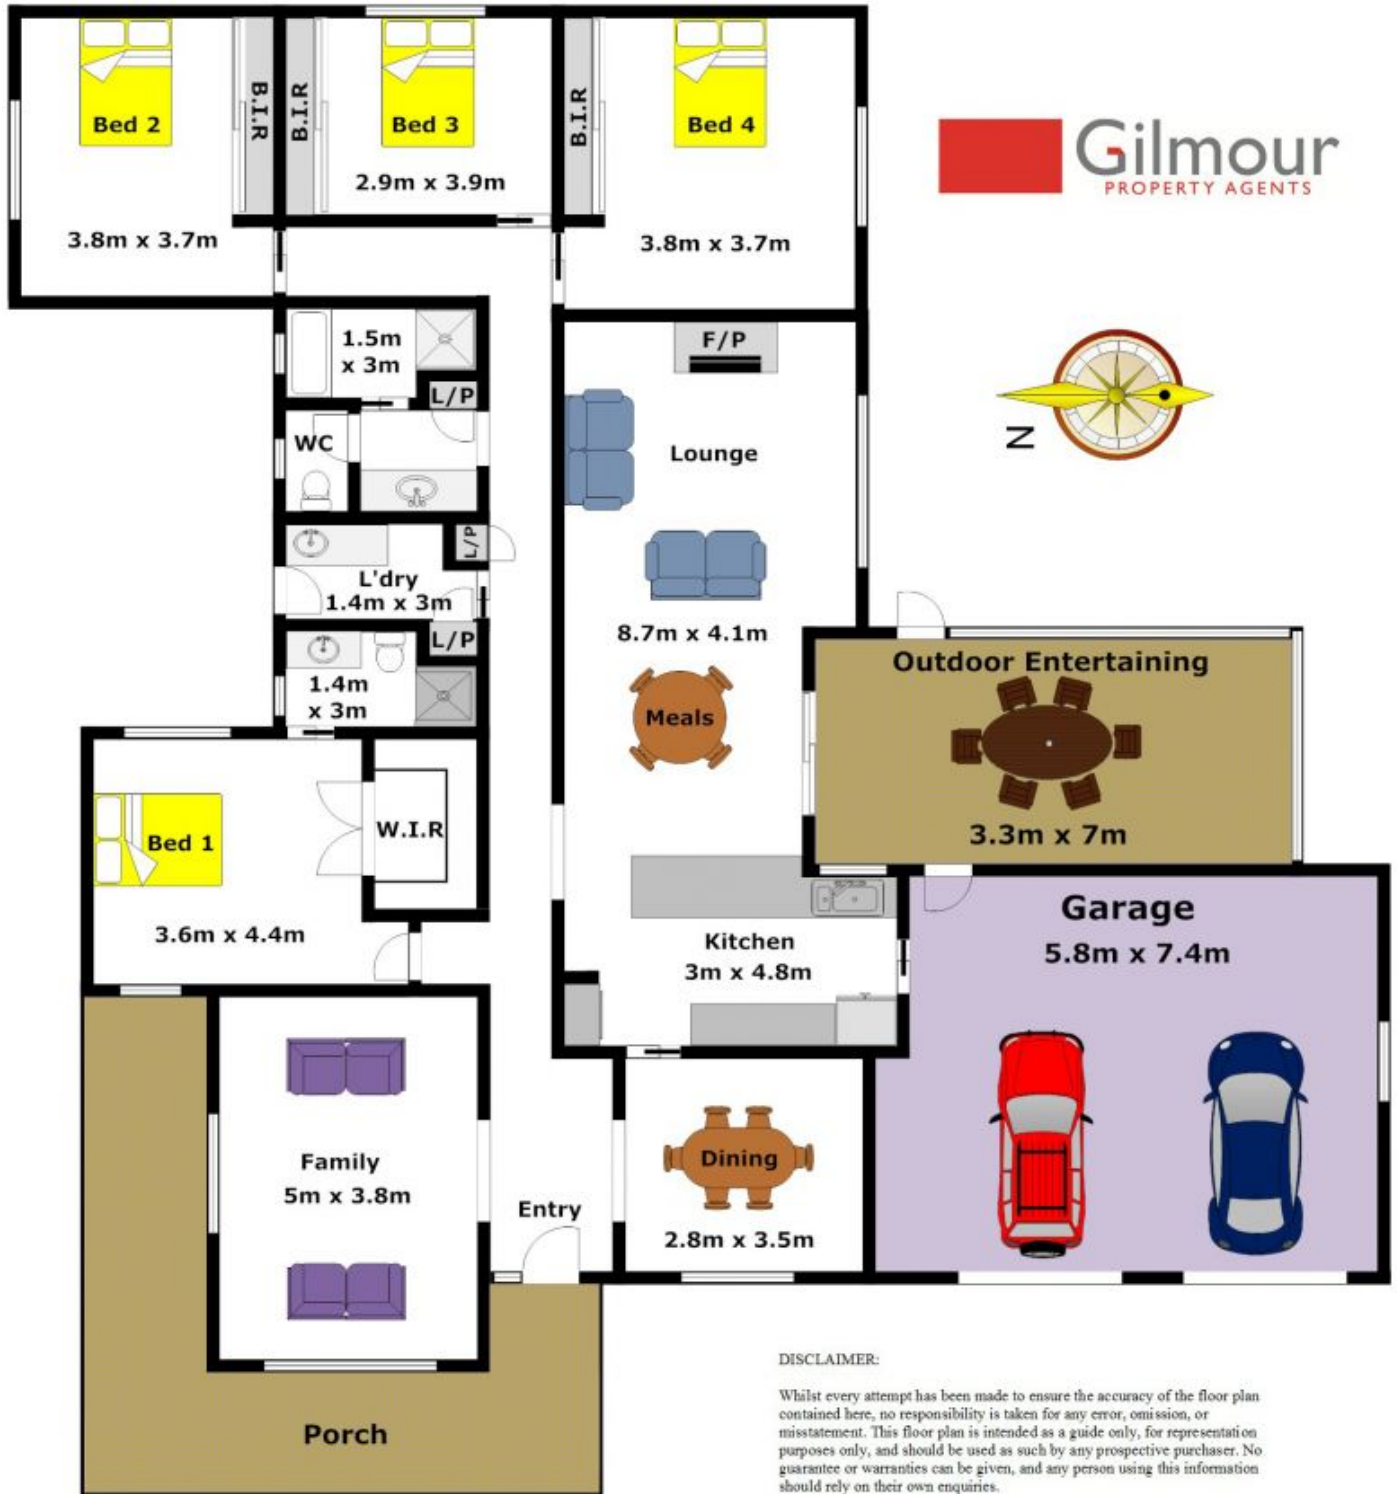 Bed 2
B.I.R
3.8m x 3.7m
B.I.R
Bed 3
2.9m x 3.9m
B.I.R
Bed 4
3.8m x 3.7m
Gilmour
PROPERTY AGENTS
1.5m
x 3m
L/P
WC
F/P
Lounge
N
L/P
L'dry
1.4m x 3m
L/P
1.4m
x 3m
8.7m x 4.1m
Meals
Outdoor Entertaining
3.3m x 7m
Bed 1
W.I.R
3.6m x 4.4m
Kitchen
3m x 4.8m
Garage
5.8m x 7.4m
Family
5m x 3.8m
Entry
Dining
2.8m x 3.5m
Porch
DISCLAIMER:
Whilst every attempt has been made to ensure the accuracy of the floor plan
contained here, no responsibility is taken for any error, omission, or
misstatement. This floor plan is intended as a guide only, for representation
purposes only, and should be used as such by any prospective purchaser. No
guarantee or warranties can be given, and any person using this information
should rely on their own enquiries.